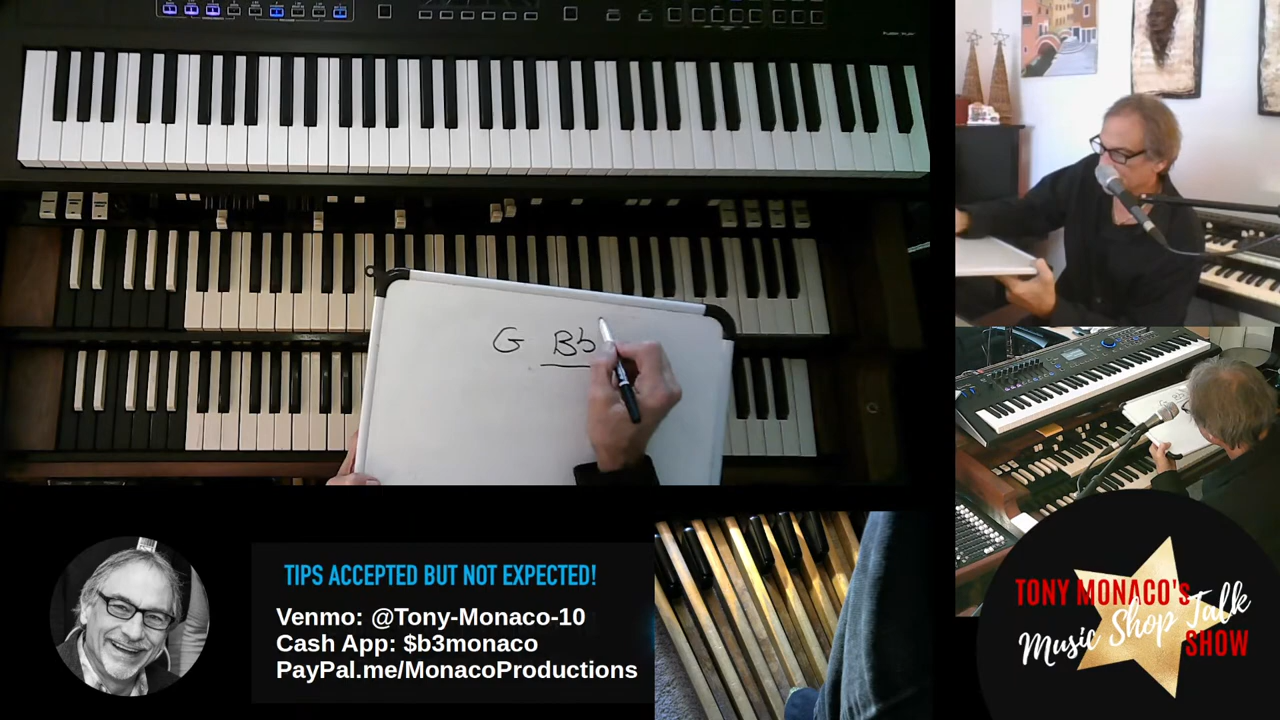 G Bb
TIPS ACCEPTED BUT NOT EXPECTED!
Venmo: @Tony-Monaco-10
Cash App: $b3monaco
PayPal.me/MonacoProductions
TONY MONACO'S
Music Shop Talk
SHOW